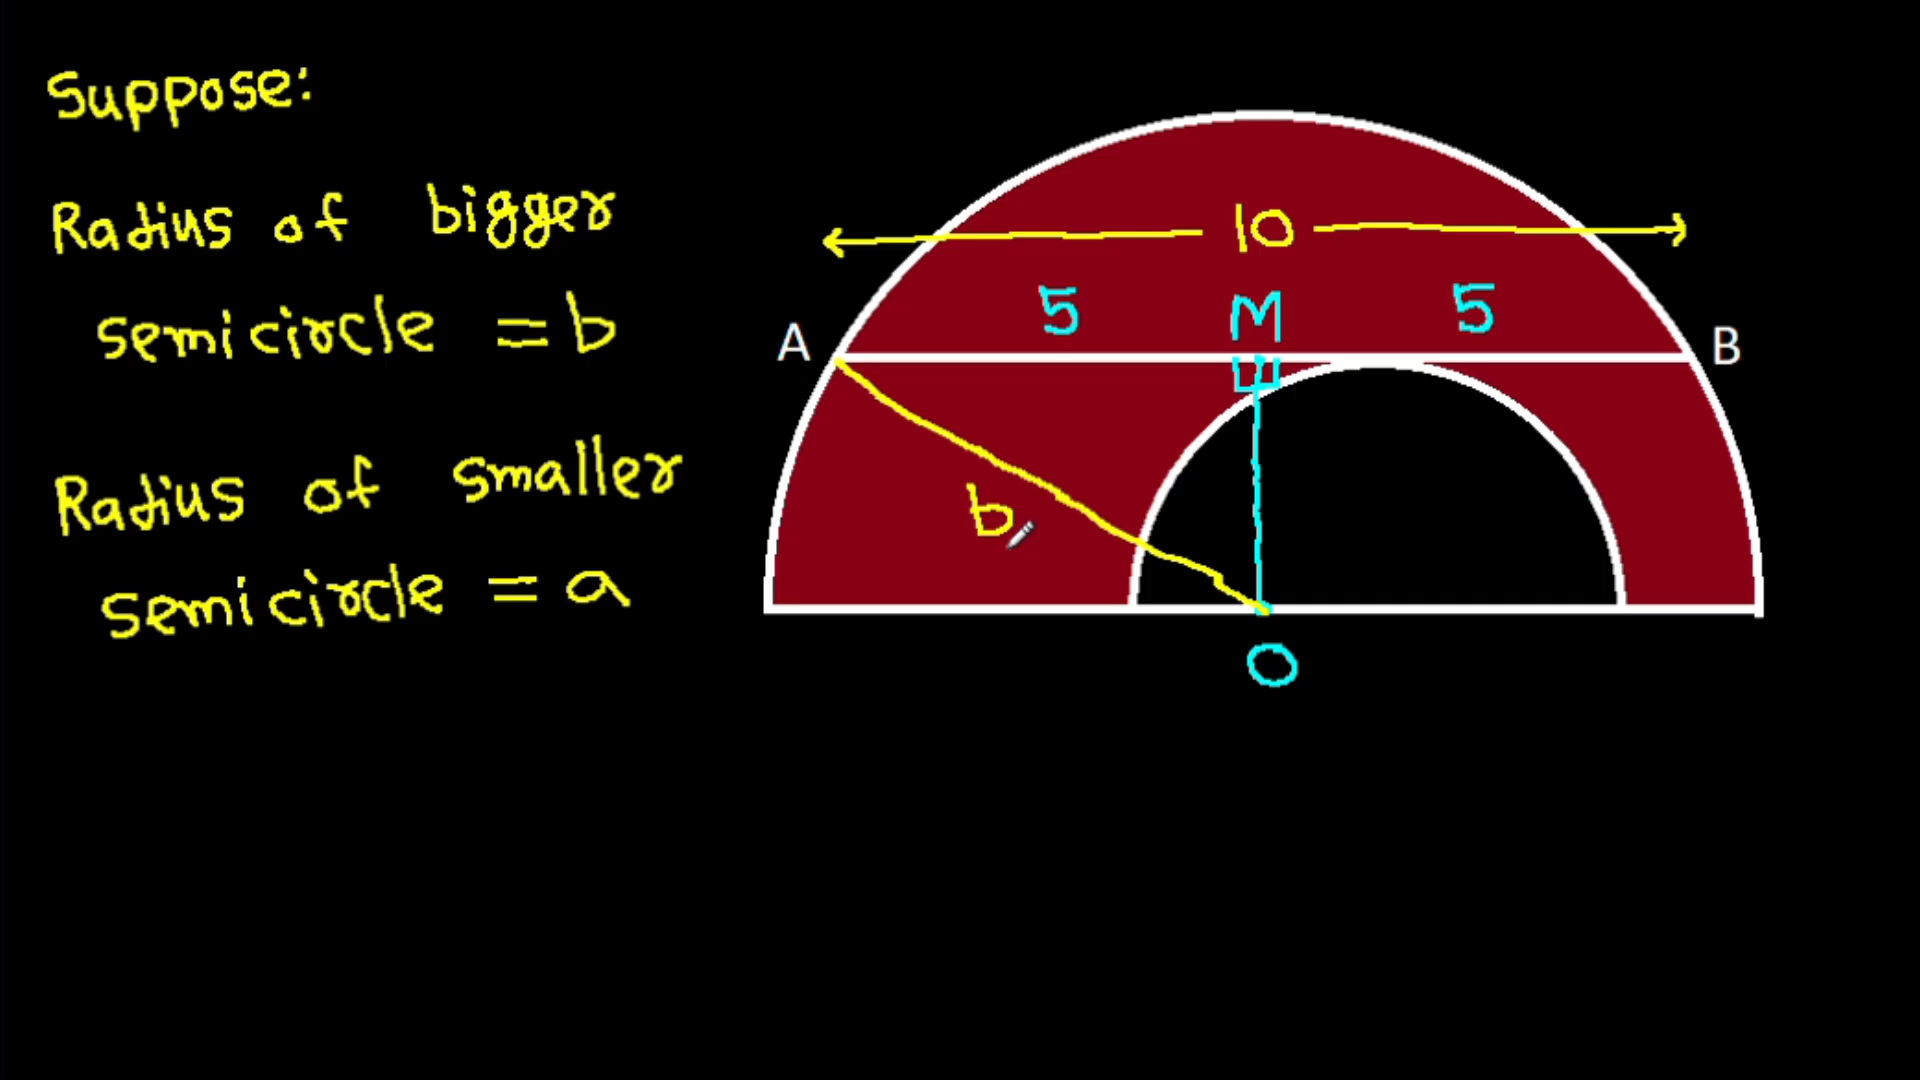 Suppose:
Radius of bigger
semicircle = b
Radius of smaller
semicircle = a
10
5 M 5
A B
b
O